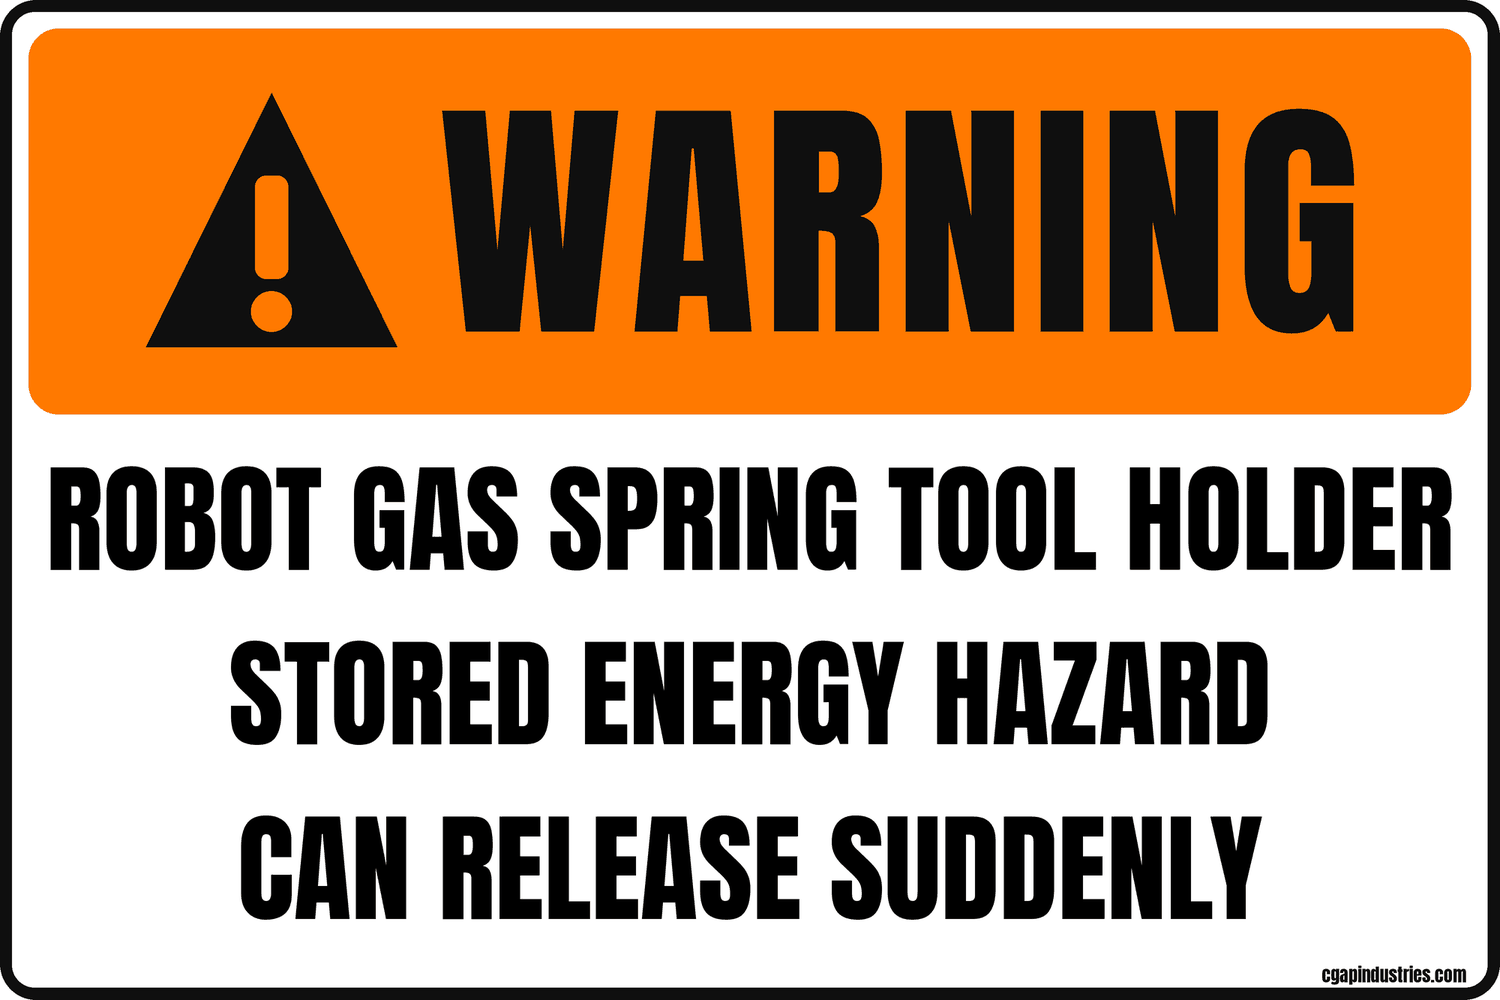 WARNING
ROBOT GAS SPRING TOOL HOLDER
STORED ENERGY HAZARD
CAN RELEASE SUDDENLY
cgapindustries.com